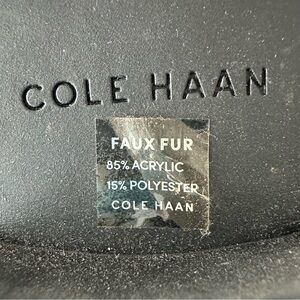 COLE HAAN
FAUX FUR
85% ACRYLIC
15% POLYESTER
COLE HAAN